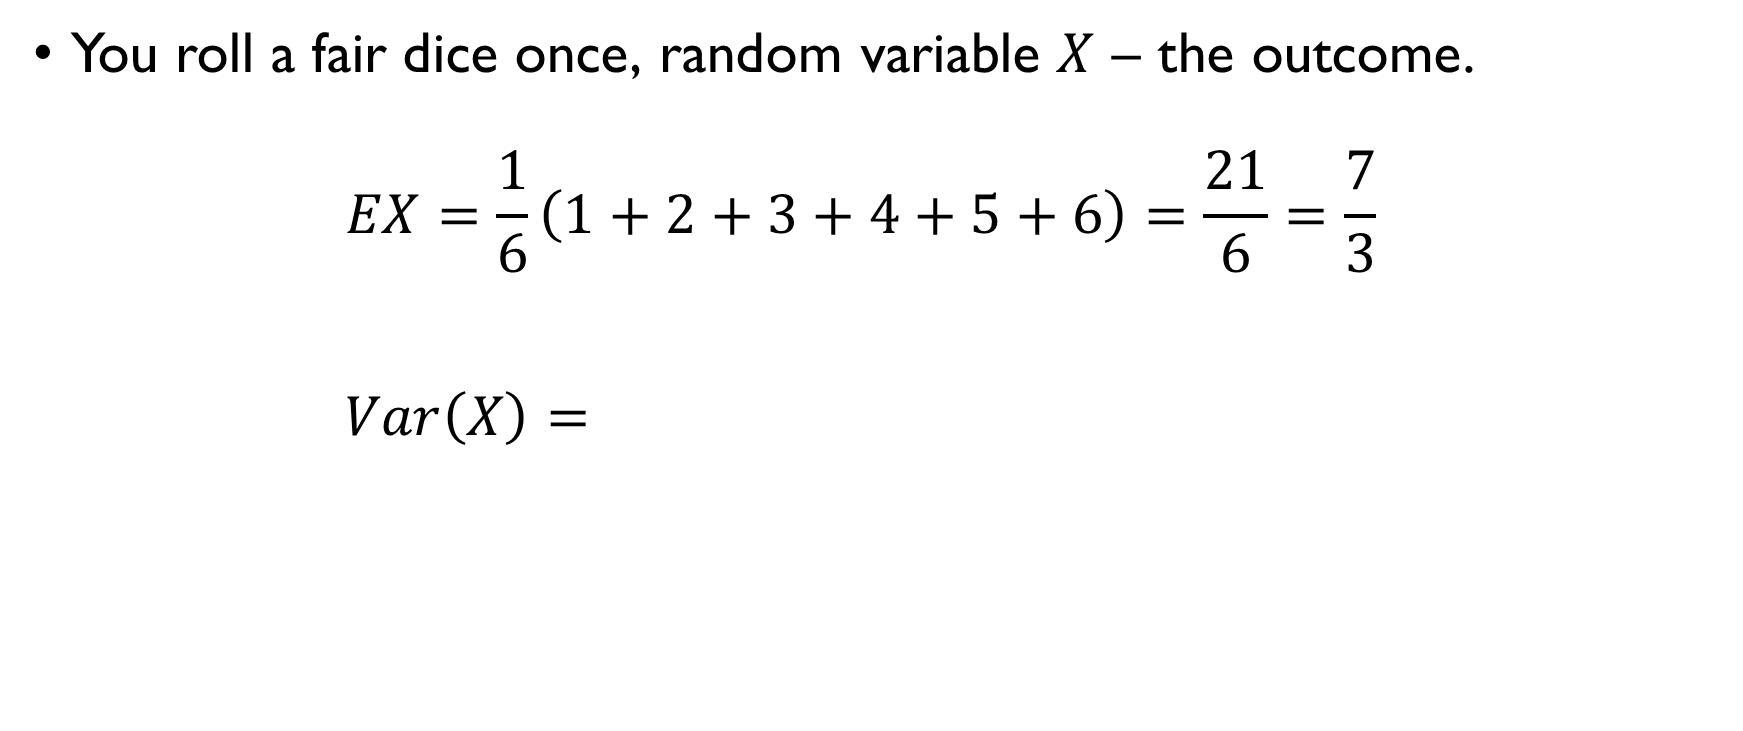 • You roll a fair dice once, random variable X – the outcome.
EX = 1/6 (1 + 2 + 3 + 4 + 5 + 6) = 21/6 = 7/3
Var(X) =